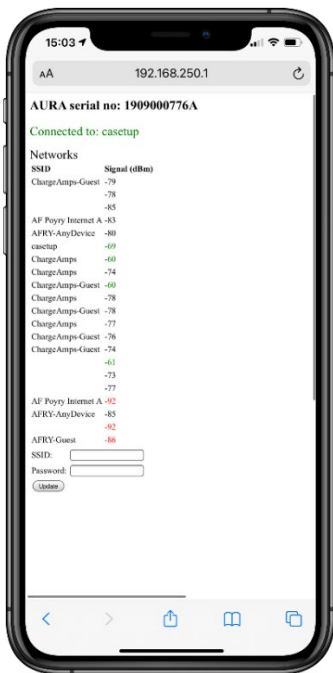 15:03
AA 192.168.250.1
AURA serial no: 1909000776A
Connected to: casetup
Networks
SSID Signal (dBm)
ChargeAmps-Guest -79
-78
-85
AF Poyry Internet A -83
AFRY-AnyDevice -80
casetup -69
ChargeAmps -60
ChargeAmps -74
ChargeAmps-Guest -60
ChargeAmps -78
ChargeAmps-Guest -78
ChargeAmps -77
ChargeAmps-Guest -76
ChargeAmps-Guest -74
-61
-73
-77
AF Poyry Internet A -92
AFRY-AnyDevice -85
-92
AFRY-Guest -86
SSID:
Password:
Update